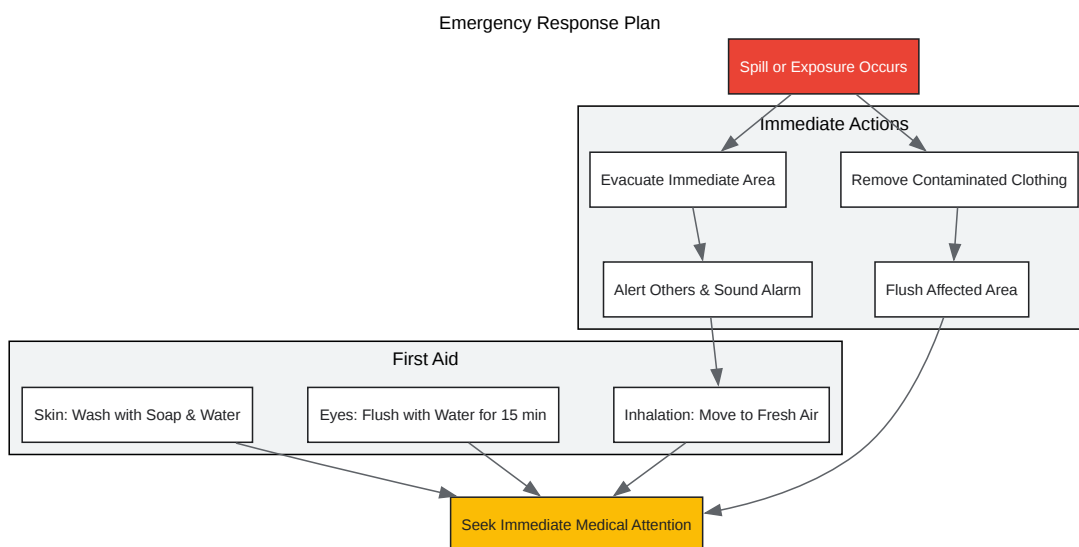 Emergency Response Plan
Spill or Exposure Occurs
Immediate Actions
Evacuate Immediate Area
Remove Contaminated Clothing
Alert Others & Sound Alarm
Flush Affected Area
First Aid
Skin: Wash with Soap & Water
Eyes: Flush with Water for 15 min
Inhalation: Move to Fresh Air
Seek Immediate Medical Attention